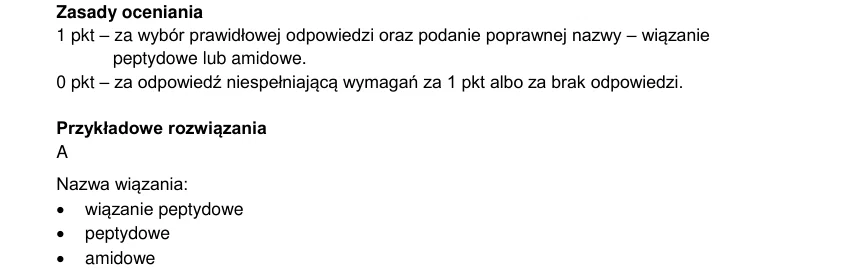 Zasady oceniania
1 pkt – za wybór prawidłowej odpowiedzi oraz podanie poprawnej nazwy – wiązanie
peptydowe lub amidowe.
0 pkt – za odpowiedź niespełniającą wymagań za 1 pkt albo za brak odpowiedzi.
Przykładowe rozwiązania
A
Nazwa wiązania:
• wiązanie peptydowe
• peptydowe
• amidowe